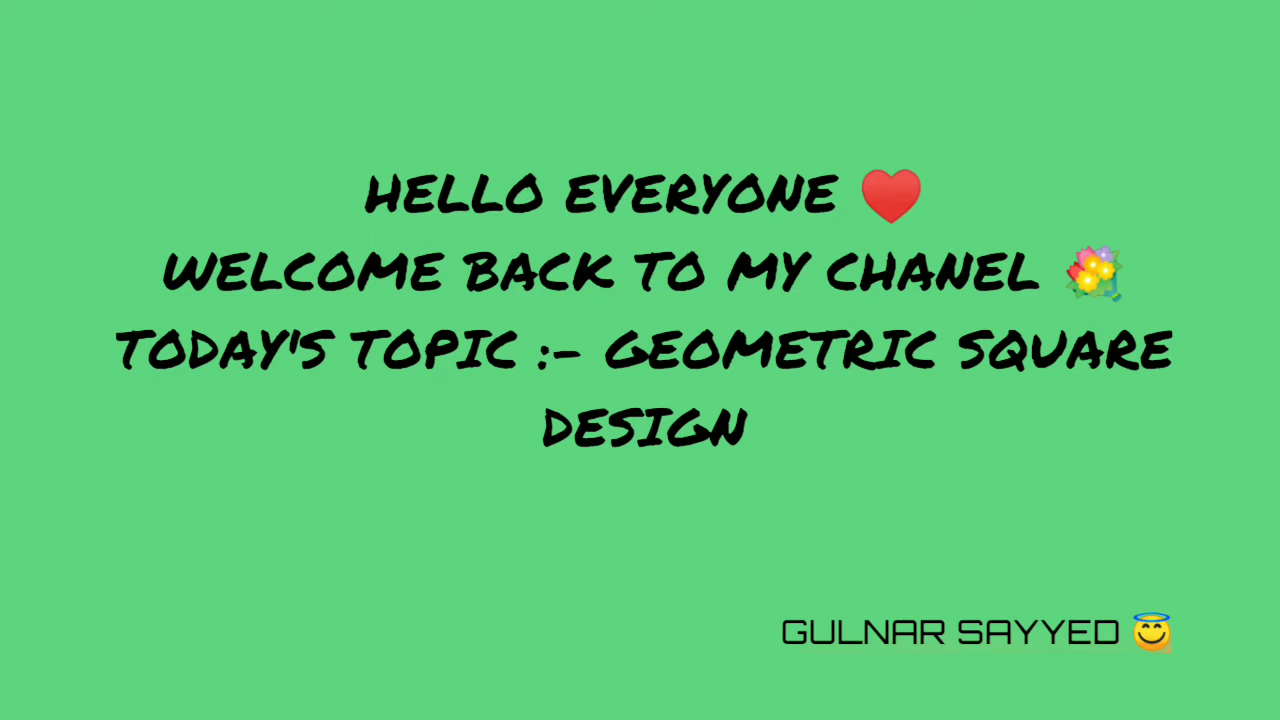 HELLO EVERYONE ❤️
WELCOME BACK TO MY CHANEL 💐
TODAY'S TOPIC :- GEOMETRIC SQUARE
DESIGN
GULNAR SAYYED 😇